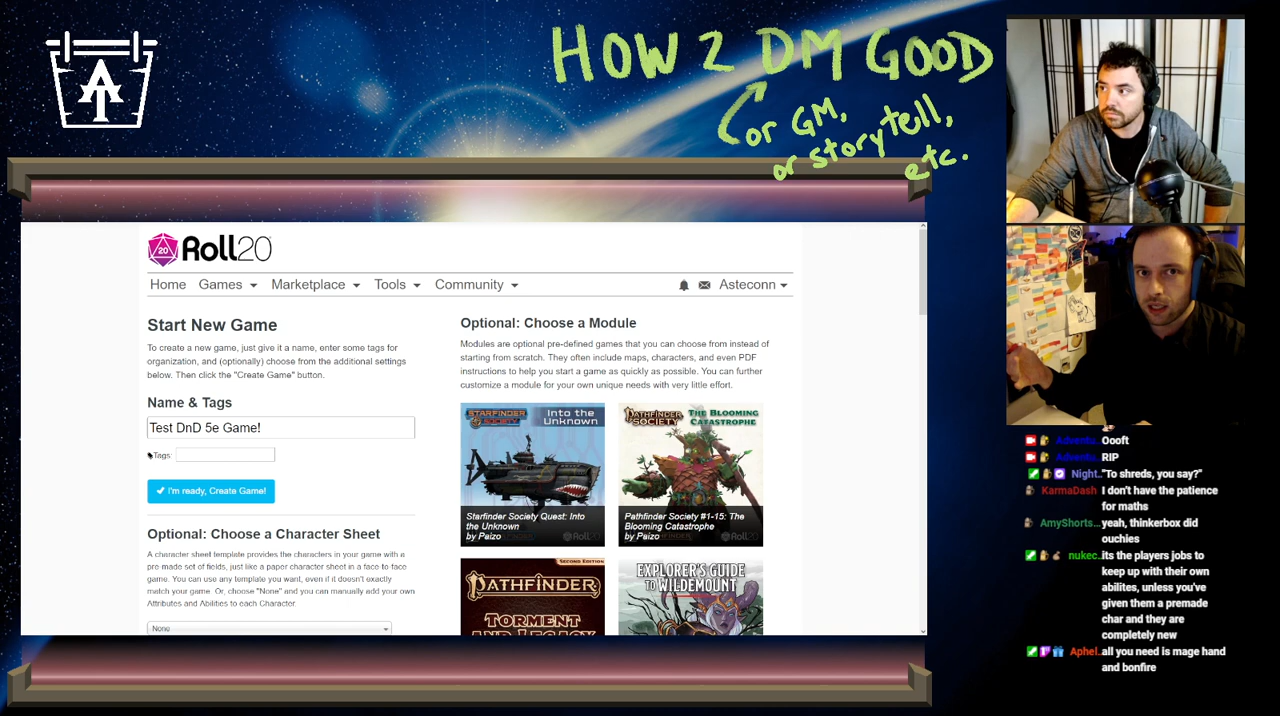 HOW 2 DM GOOD
or GM,
or storytell,
etc.
AT
20 Roll20
Home Games Marketplace Tools Community Asteconn
Start New Game
To create a new game, just give it a name, enter some tags for
organization, and (optionally) choose from the additional settings
below. Then click the "Create Game" button.
Name & Tags
Test DnD 5e Game!
Tags:
I'm ready, Create Game!
Optional: Choose a Character Sheet
A character sheet template provides the characters in your game with a
pre-made set of fields, just like a paper character sheet in a face-to-face
game. You can use any template you want, even if it doesn't exactly
match your game. Or, choose "None" and you can manually add your own
Attributes and Abilities to each Character.
None
Optional: Choose a Module
Modules are optional pre-defined games that you can choose from instead of
starting from scratch. They often include maps, characters, and even PDF
instructions to help you start a game as quickly as possible. You can further
customize a module for your own unique needs with very little effort.
STARFINDER SOCIETY INTO THE
UNKNOWN
Starfinder Society Quest: Into
the Unknown
by Paizo
Roll20
PATHFINDER SOCIETY THE BLOOMING
CATASTROPHE
Pathfinder Society #1-15: The
Blooming Catastrophe
by Paizo
Roll20
SECOND EDITION
PATHFINDER
TORMENT
AND LEGACY
EXPLORER'S GUIDE
TO WILDEMOUNT
Adventu... Oooft
Adventu... RIP
Night... "To shreds, you say?"
KarmaDash I don't have the patience
for maths
AmyShorts... yeah, thinkerbox did
ouchies
nukec... its the players jobs to
keep up with their own
abilites, unless you've
given them a premade
char and they are
completely new
Aphel... all you need is mage hand
and bonfire